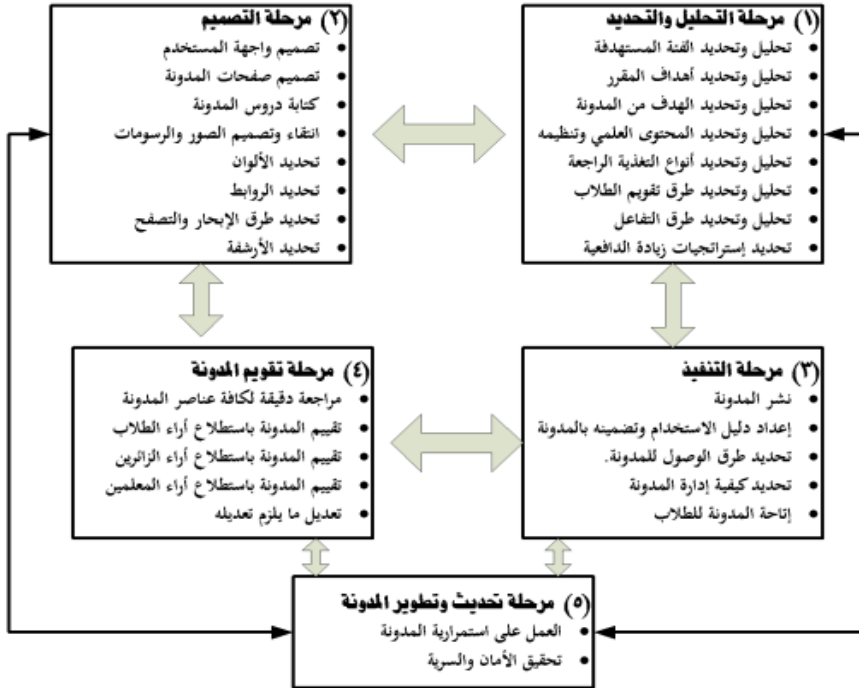 (١) مرحلة التحليل والتحديد
• تحليل وتحديد الفئة المستهدفة
• تحليل وتحديد أهداف المقرر
• تحليل وتحديد الهدف من المدونة
• تحليل وتحديد المحتوى العلمي وتنظيمه
• تحليل وتحديد أنواع التغذية الراجعة
• تحليل وتحديد طرق تقويم الطلاب
• تحليل وتحديد طرق التفاعل
• تحديد إستراتجيات زيادة الدافعية
(٢) مرحلة التصميم
• تصميم واجهة المستخدم
• تصميم صفحات المدونة
• كتابة دروس المدونة
• انتقاء وتصميم الصور والرسومات
• تحديد الألوان
• تحديد الروابط
• تحديد طرق الإبحار والتصفح
• تحديد الأرشفة
(٣) مرحلة التنفيذ
• نشر المدونة
• إعداد دليل الاستخدام وتضمينه بالمدونة
• تحديد طرق الوصول للمدونة.
• تحديد كيفية إدارة المدونة
• إتاحة المدونة للطلاب
(٤) مرحلة تقويم المدونة
• مراجعة دقيقة لكافة عناصر المدونة
• تقييم المدونة باستطلاع أراء الطلاب
• تقييم المدونة باستطلاع أراء الزائرين
• تقييم المدونة باستطلاع أراء المعلمين
• تعديل ما يلزم تعديله
(٥) مرحلة تحديث وتطوير المدونة
• العمل على استمرارية المدونة
• تحقيق الأمان والسرية